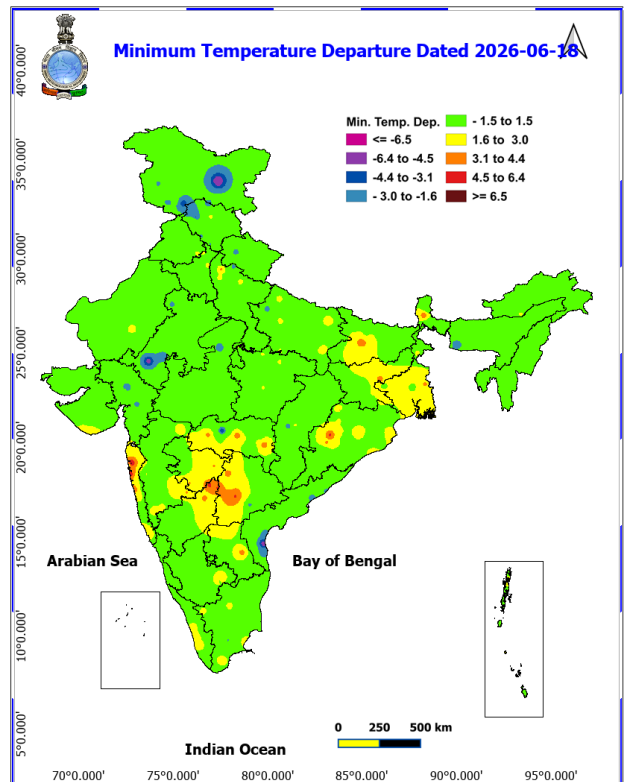 Minimum Temperature Departure Dated 2026-06-18
Min. Temp. Dep.
<= -6.5
-6.4 to -4.5
-4.4 to -3.1
- 3.0 to -1.6
- 1.5 to 1.5
1.6 to 3.0
3.1 to 4.4
4.5 to 6.4
>= 6.5
40°0.000'
35°0.000'
30°0.000'
25°0.000'
20°0.000'
15°0.000'
10°0.000'
5°0.000'
Arabian Sea
Bay of Bengal
Indian Ocean
0 250 500 km
70°0.000' 75°0.000' 80°0.000' 85°0.000' 90°0.000' 95°0.000'